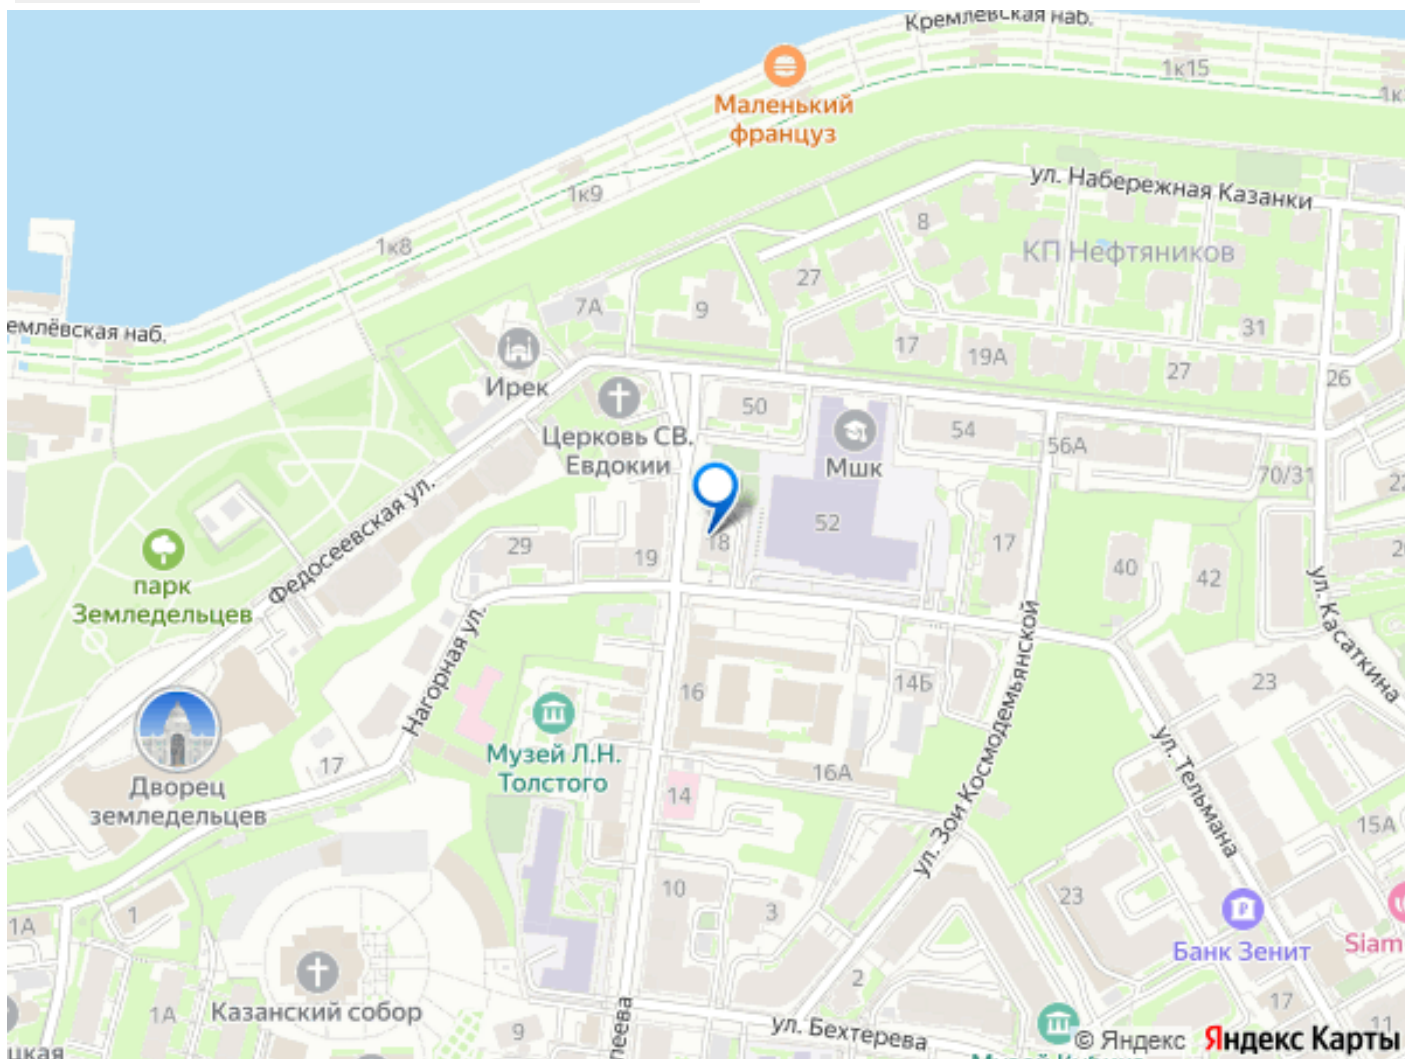 Кремлёвская наб.
1к15
Маленький
француз
1к9
ул. Набережная Казанки
8
КП Нефтяников
1к8
27
7А
9
31
емлёвская наб.
17
19А
27
26
Ирек
50
Церковь СВ.
Евдокии
54
56А
Мшк
70/31
Федосеевская ул.
52
18
29
19
17
40
42
парк
Земледельцев
ул. Касаткина
Нагорная ул.
16
14Б
23
Музей Л.Н.
Толстого
17
16А
ул. Зои Космодемьянской
ул. Тельмана
Дворец
земледельцев
14
15А
10
3
23
1
1А
Банк Зенит
Siam
Казанский собор
1А
2
9
леева
ул. Бехтерева
17
11
© Яндекс
Яндекс Карты
цкая